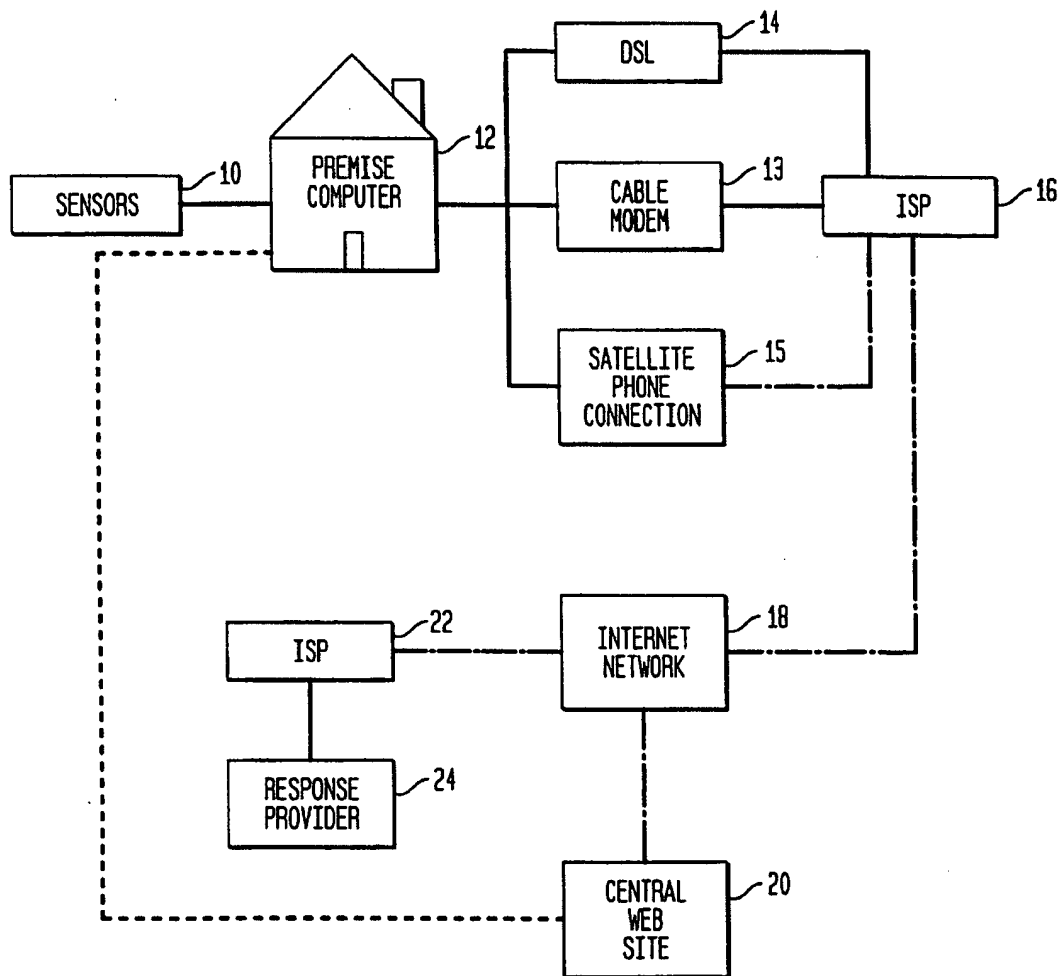 14
DSL
12
PREMISE
COMPUTER
10
SENSORS
13
CABLE
MODEM
16
ISP
15
SATELLITE
PHONE
CONNECTION
22
ISP
18
INTERNET
NETWORK
24
RESPONSE
PROVIDER
20
CENTRAL
WEB
SITE